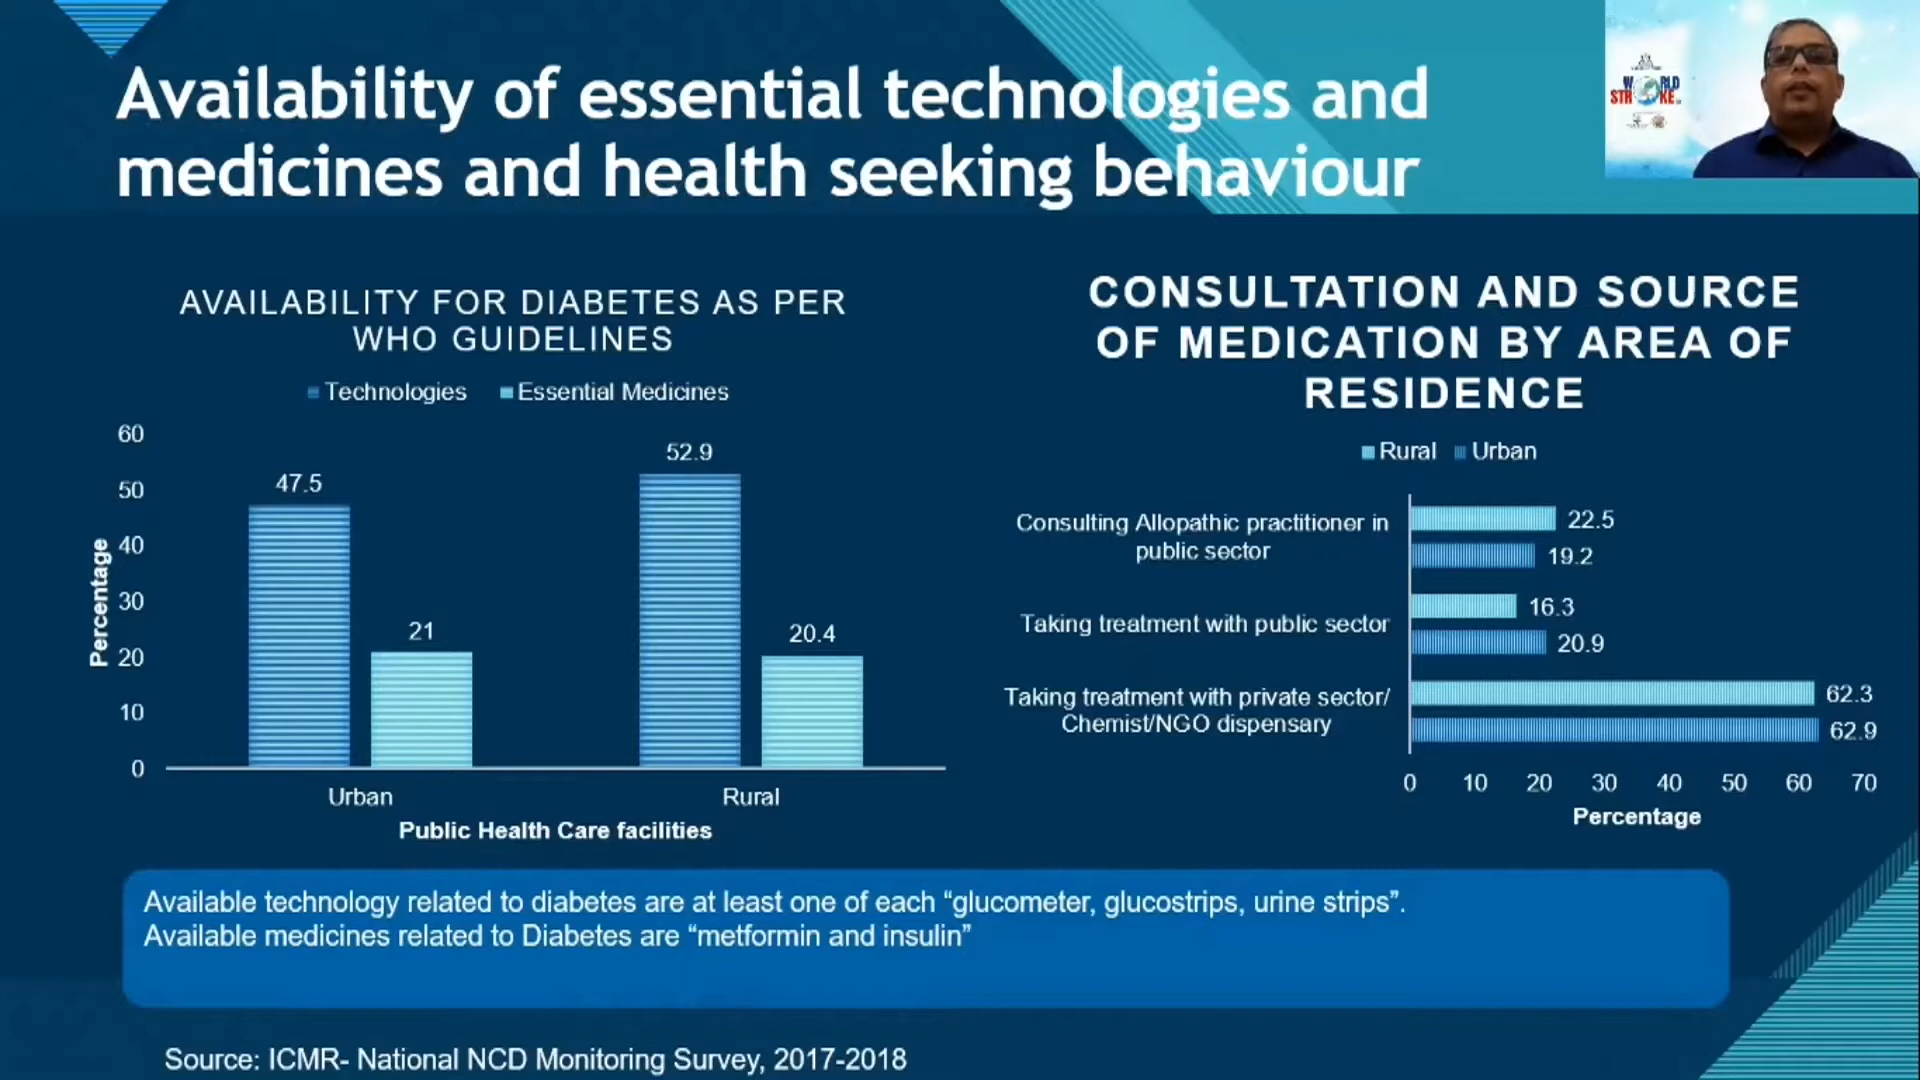 Availability of essential technologies and
medicines and health seeking behaviour
WORLD
STROKE
AVAILABILITY FOR DIABETES AS PER
WHO GUIDELINES
Technologies Essential Medicines
60
50
40
30
20
10
0
Percentage
47.5
21
52.9
20.4
Urban Rural
Public Health Care facilities
CONSULTATION AND SOURCE
OF MEDICATION BY AREA OF
RESIDENCE
Rural Urban
Consulting Allopathic practitioner in
public sector
22.5
19.2
Taking treatment with public sector
16.3
20.9
Taking treatment with private sector/
Chemist/NGO dispensary
62.3
62.9
0 10 20 30 40 50 60 70
Percentage
Available technology related to diabetes are at least one of each “glucometer, glucostrips, urine strips”.
Available medicines related to Diabetes are “metformin and insulin”
Source: ICMR- National NCD Monitoring Survey, 2017-2018